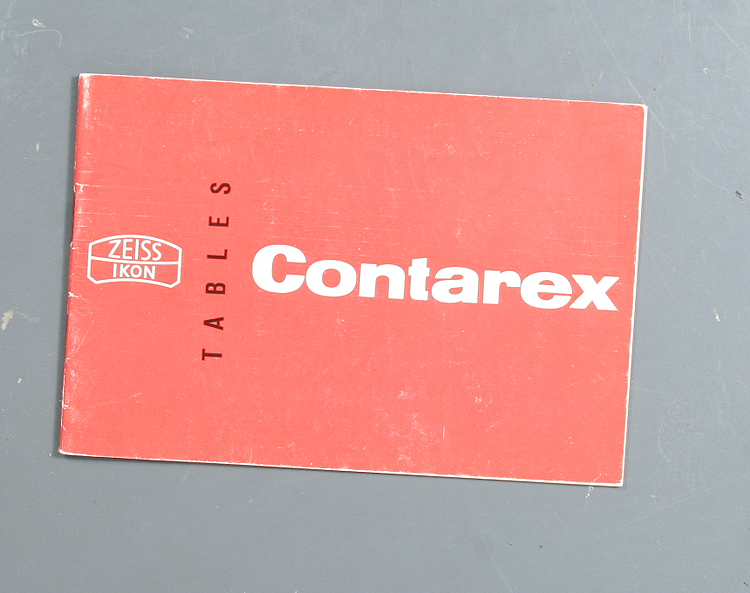 ZEISS
IKON
TABLES
Contarex